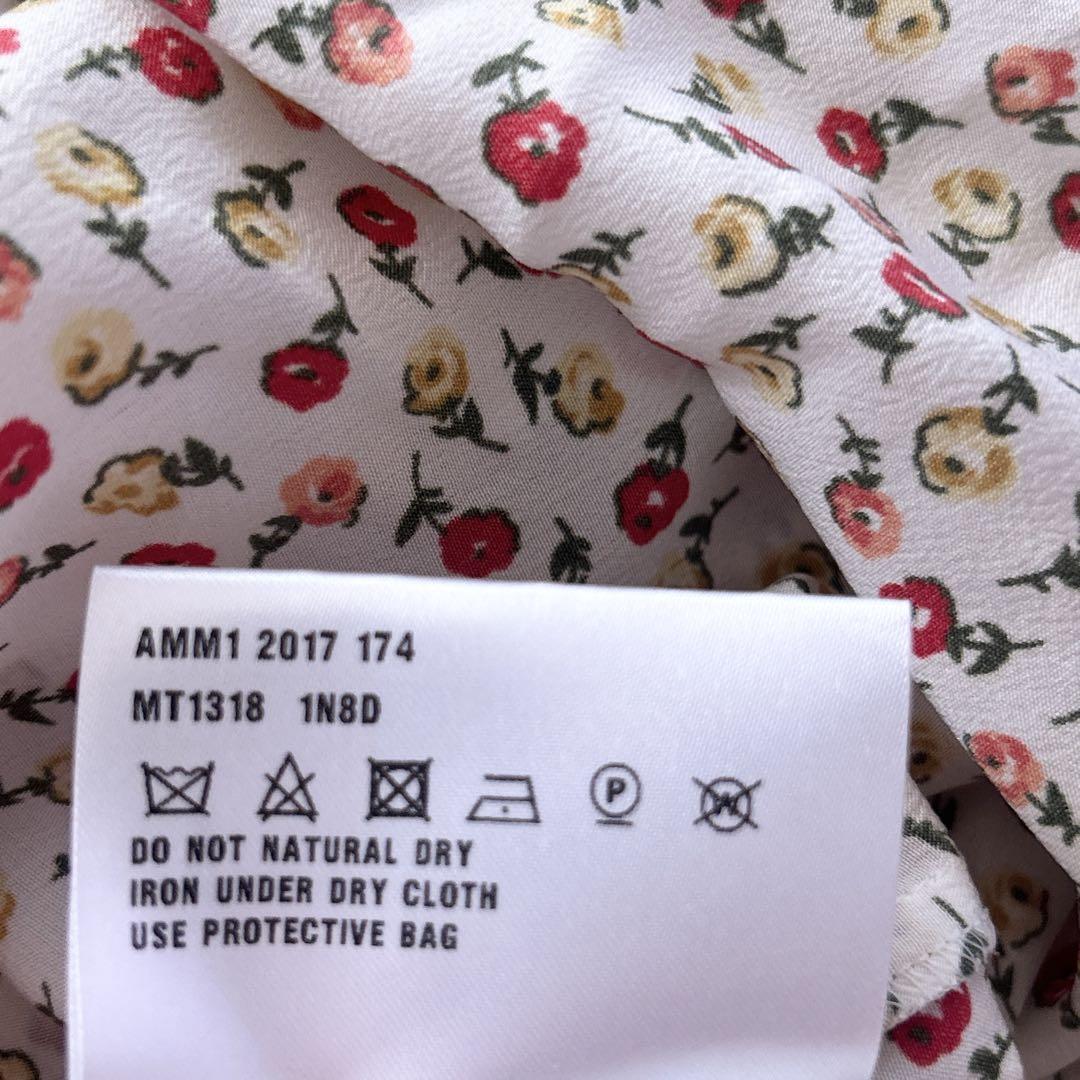 AMM1 2017 174
MT1318 1N8D
P W
DO NOT NATURAL DRY
IRON UNDER DRY CLOTH
USE PROTECTIVE BAG